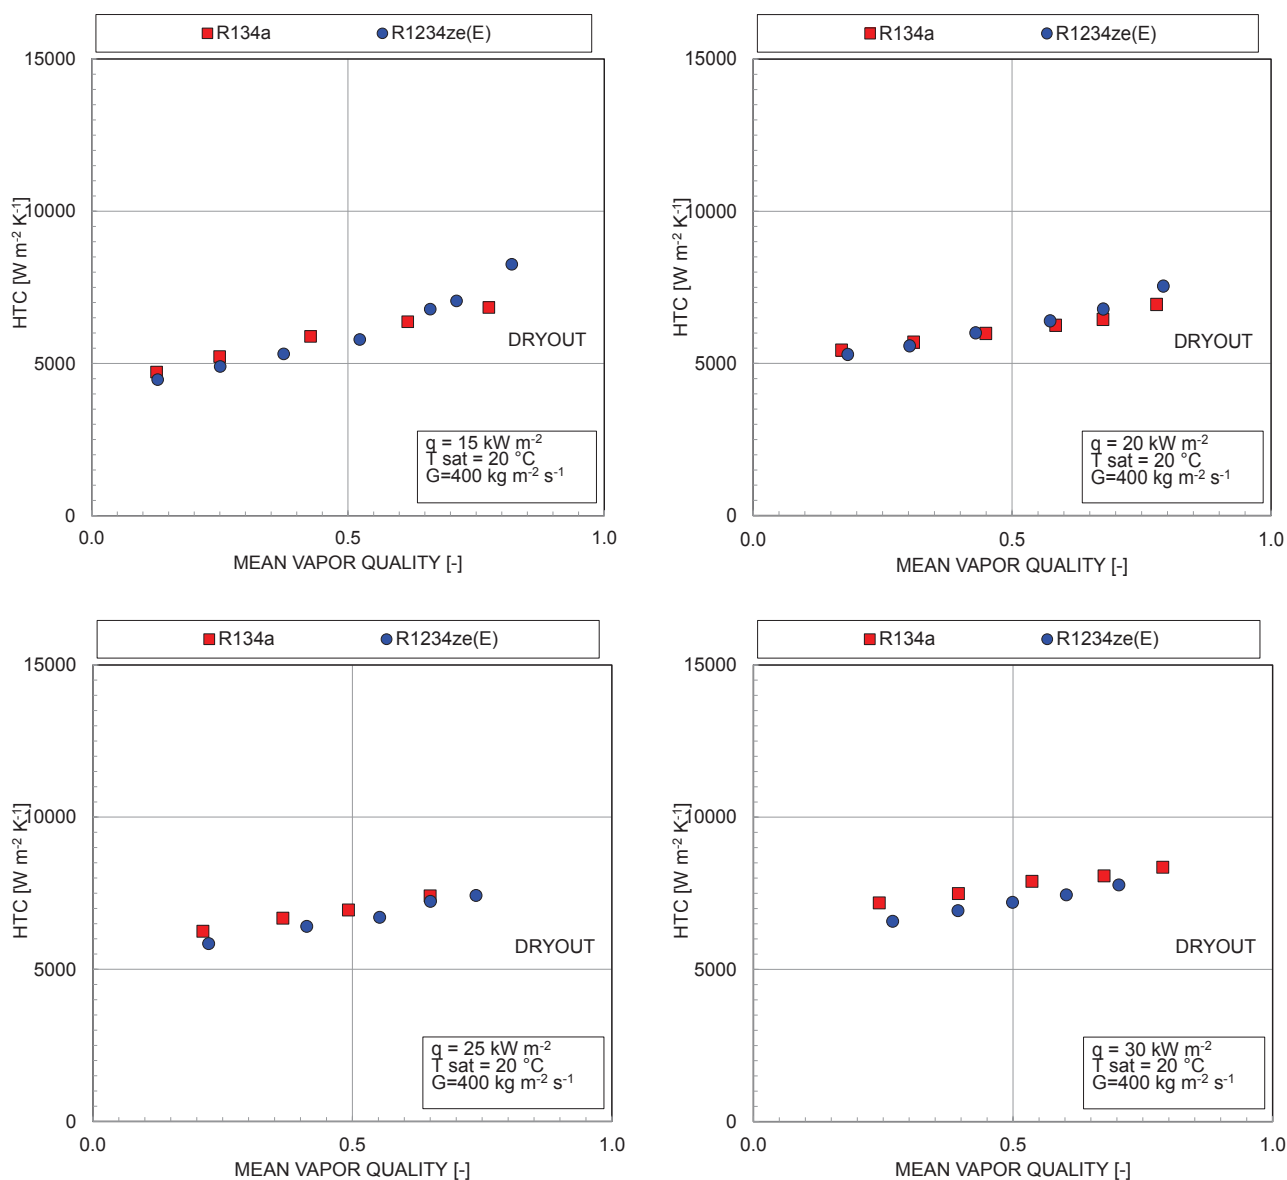 R134a R1234ze(E)
15000
10000
5000
0
HTC [W m-2 K-1]
DRYOUT
q = 15 kW m-2
T sat = 20 °C
G=400 kg m-2 s-1
0.0 0.5 1.0
MEAN VAPOR QUALITY [-]
R134a R1234ze(E)
15000
10000
5000
0
HTC [W m-2 K-1]
DRYOUT
q = 20 kW m-2
T sat = 20 °C
G=400 kg m-2 s-1
0.0 0.5 1.0
MEAN VAPOR QUALITY [-]
R134a R1234ze(E)
15000
10000
5000
0
HTC [W m-2 K-1]
DRYOUT
q = 25 kW m-2
T sat = 20 °C
G=400 kg m-2 s-1
0.0 0.5 1.0
MEAN VAPOR QUALITY [-]
R134a R1234ze(E)
15000
10000
5000
0
HTC [W m-2 K-1]
DRYOUT
q = 30 kW m-2
T sat = 20 °C
G=400 kg m-2 s-1
0.0 0.5 1.0
MEAN VAPOR QUALITY [-]